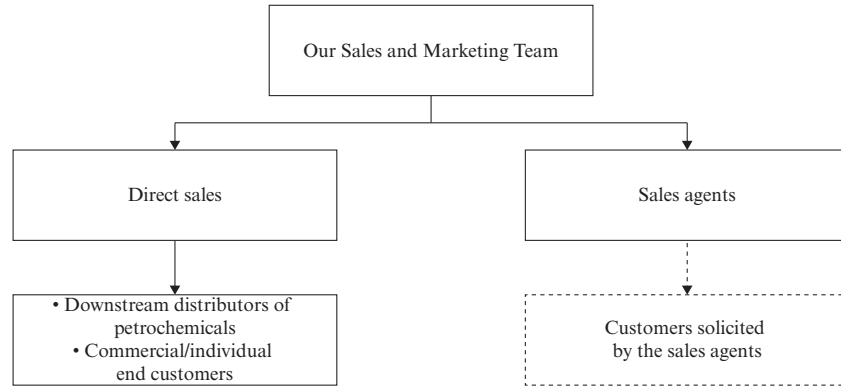 Our Sales and Marketing Team
Direct sales
Sales agents
• Downstream distributors of
petrochemicals
• Commercial/individual
end customers
Customers solicited
by the sales agents